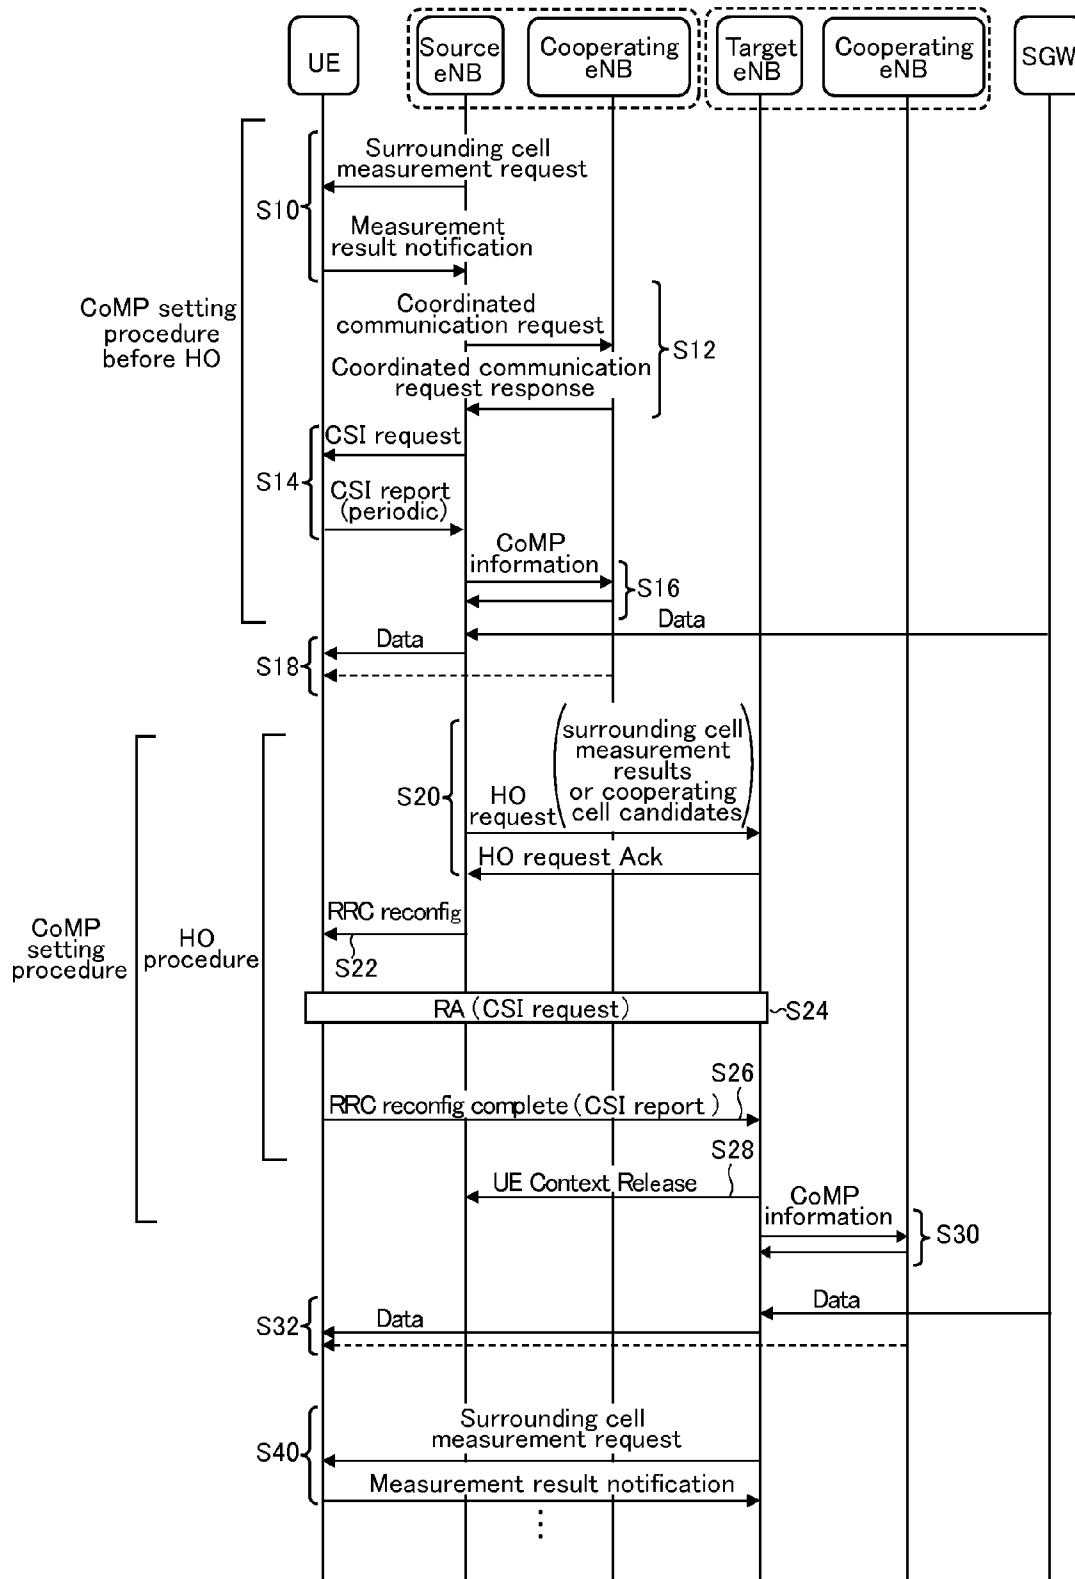 UE
Source
eNB
Cooperating
eNB
Target
eNB
Cooperating
eNB
SGW
Surrounding cell
measurement request
S10
Measurement
result notification
CoMP setting
procedure
before HO
Coordinated
communication request
S12
Coordinated communication
request response
CSI request
S14
CSI report
(periodic)
CoMP
information
S16
Data
Data
S18
(surrounding cell
measurement
results
or cooperating
cell candidates)
S20
HO
request
HO request Ack
RRC reconfig
S22
CoMP
setting
procedure
HO
procedure
RA (CSI request)
S24
S26
RRC reconfig complete (CSI report )
S28
UE Context Release
CoMP
information
S30
Data
S32
Data
Surrounding cell
measurement request
S40
Measurement result notification